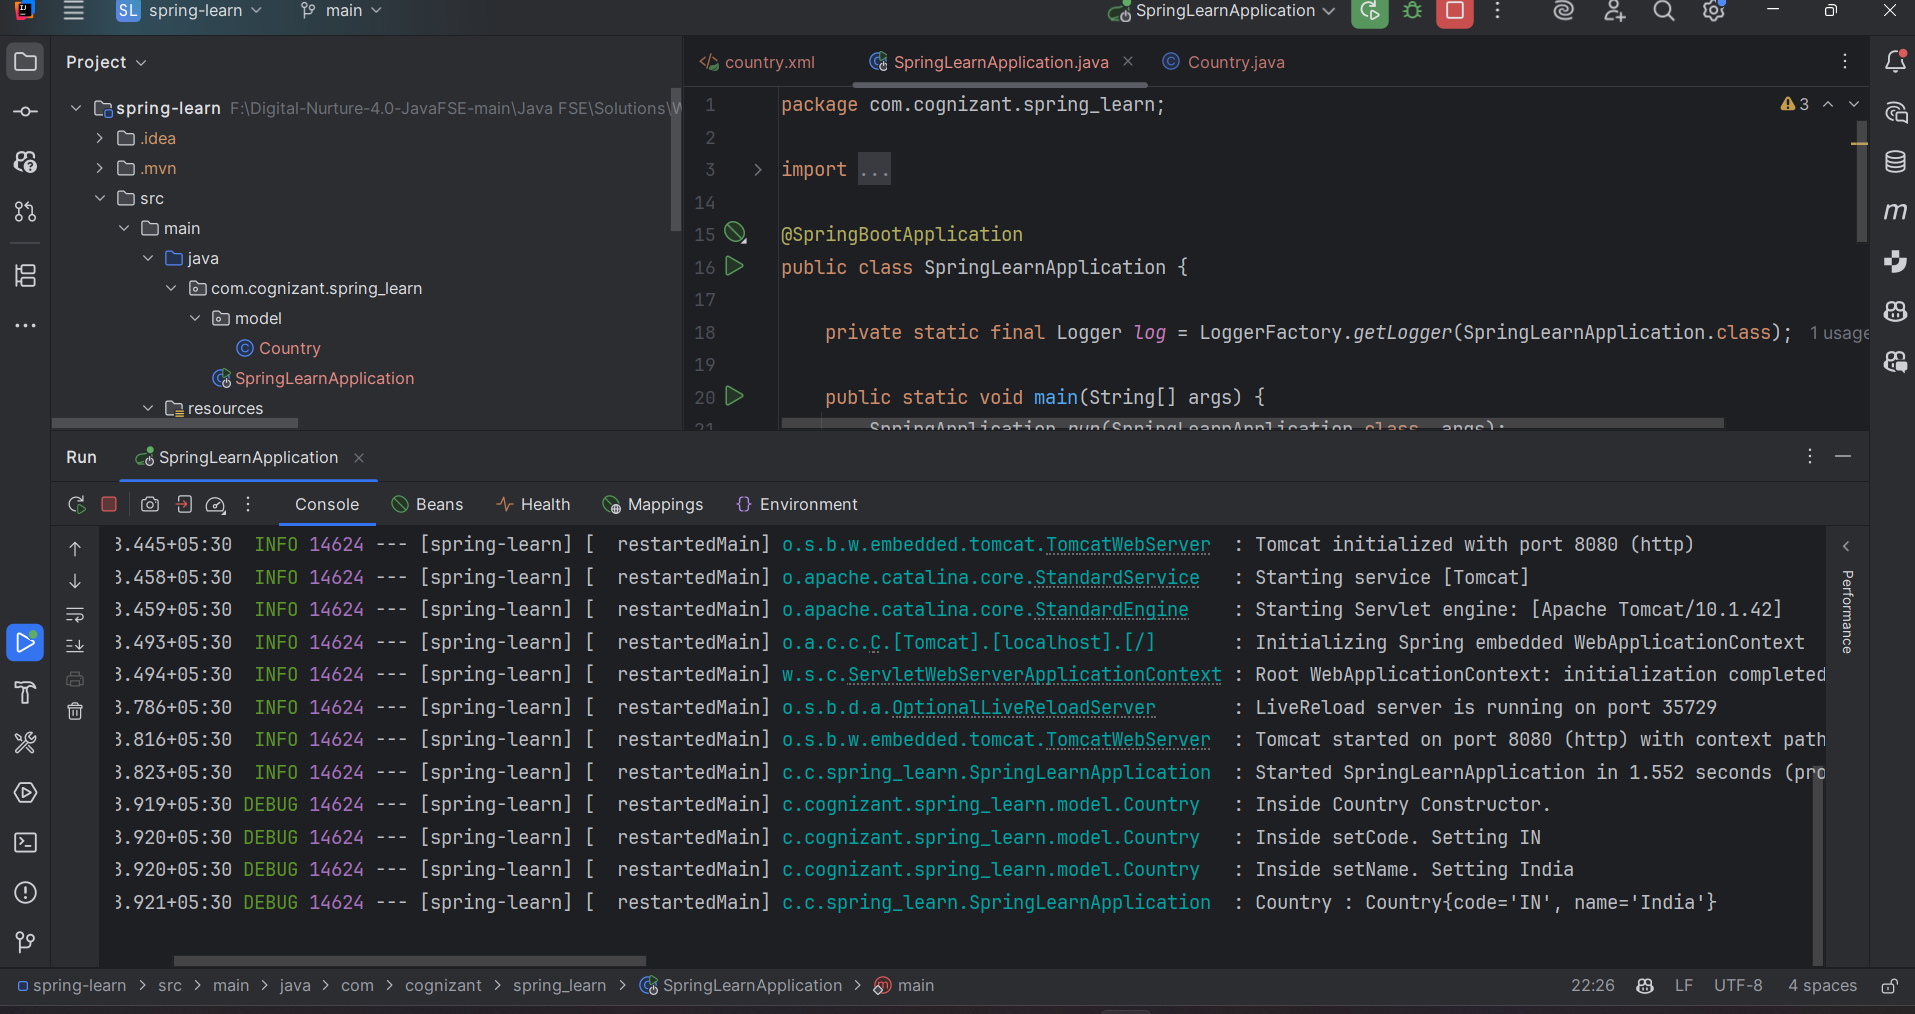 SL spring-learn main SpringLearnApplication
Project
spring-learn F:\Digital-Nurture-4.0-JavaFSE-main\Java FSE\Solutions\W
.idea
.mvn
src
main
java
com.cognizant.spring_learn
model
Country
SpringLearnApplication
resources
country.xml SpringLearnApplication.java Country.java
1 package com.cognizant.spring_learn; 3
2
3 import ...
14
15 @SpringBootApplication
16 public class SpringLearnApplication {
17
18 private static final Logger log = LoggerFactory.getLogger(SpringLearnApplication.class); 1 usage
19
20 public static void main(String[] args) {
21 SpringApplication.run(SpringLearnApplication.class, args);
Run SpringLearnApplication
Console Beans Health Mappings Environment
3.445+05:30 INFO 14624 --- [spring-learn] [ restartedMain] o.s.b.w.embedded.tomcat.TomcatWebServer : Tomcat initialized with port 8080 (http)
3.458+05:30 INFO 14624 --- [spring-learn] [ restartedMain] o.apache.catalina.core.StandardService : Starting service [Tomcat]
3.459+05:30 INFO 14624 --- [spring-learn] [ restartedMain] o.apache.catalina.core.StandardEngine : Starting Servlet engine: [Apache Tomcat/10.1.42]
3.493+05:30 INFO 14624 --- [spring-learn] [ restartedMain] o.a.c.c.C.[Tomcat].[localhost].[/] : Initializing Spring embedded WebApplicationContext
3.494+05:30 INFO 14624 --- [spring-learn] [ restartedMain] w.s.c.ServletWebServerApplicationContext : Root WebApplicationContext: initialization completed
3.786+05:30 INFO 14624 --- [spring-learn] [ restartedMain] o.s.b.d.a.OptionalLiveReloadServer : LiveReload server is running on port 35729
3.816+05:30 INFO 14624 --- [spring-learn] [ restartedMain] o.s.b.w.embedded.tomcat.TomcatWebServer : Tomcat started on port 8080 (http) with context path
3.823+05:30 INFO 14624 --- [spring-learn] [ restartedMain] c.c.spring_learn.SpringLearnApplication : Started SpringLearnApplication in 1.552 seconds (pro
3.919+05:30 DEBUG 14624 --- [spring-learn] [ restartedMain] c.cognizant.spring_learn.model.Country : Inside Country Constructor.
3.920+05:30 DEBUG 14624 --- [spring-learn] [ restartedMain] c.cognizant.spring_learn.model.Country : Inside setCode. Setting IN
3.920+05:30 DEBUG 14624 --- [spring-learn] [ restartedMain] c.cognizant.spring_learn.model.Country : Inside setName. Setting India
3.921+05:30 DEBUG 14624 --- [spring-learn] [ restartedMain] c.c.spring_learn.SpringLearnApplication : Country : Country{code='IN', name='India'}
Performance
spring-learn > src > main > java > com > cognizant > spring_learn > SpringLearnApplication > main 22:26 LF UTF-8 4 spaces